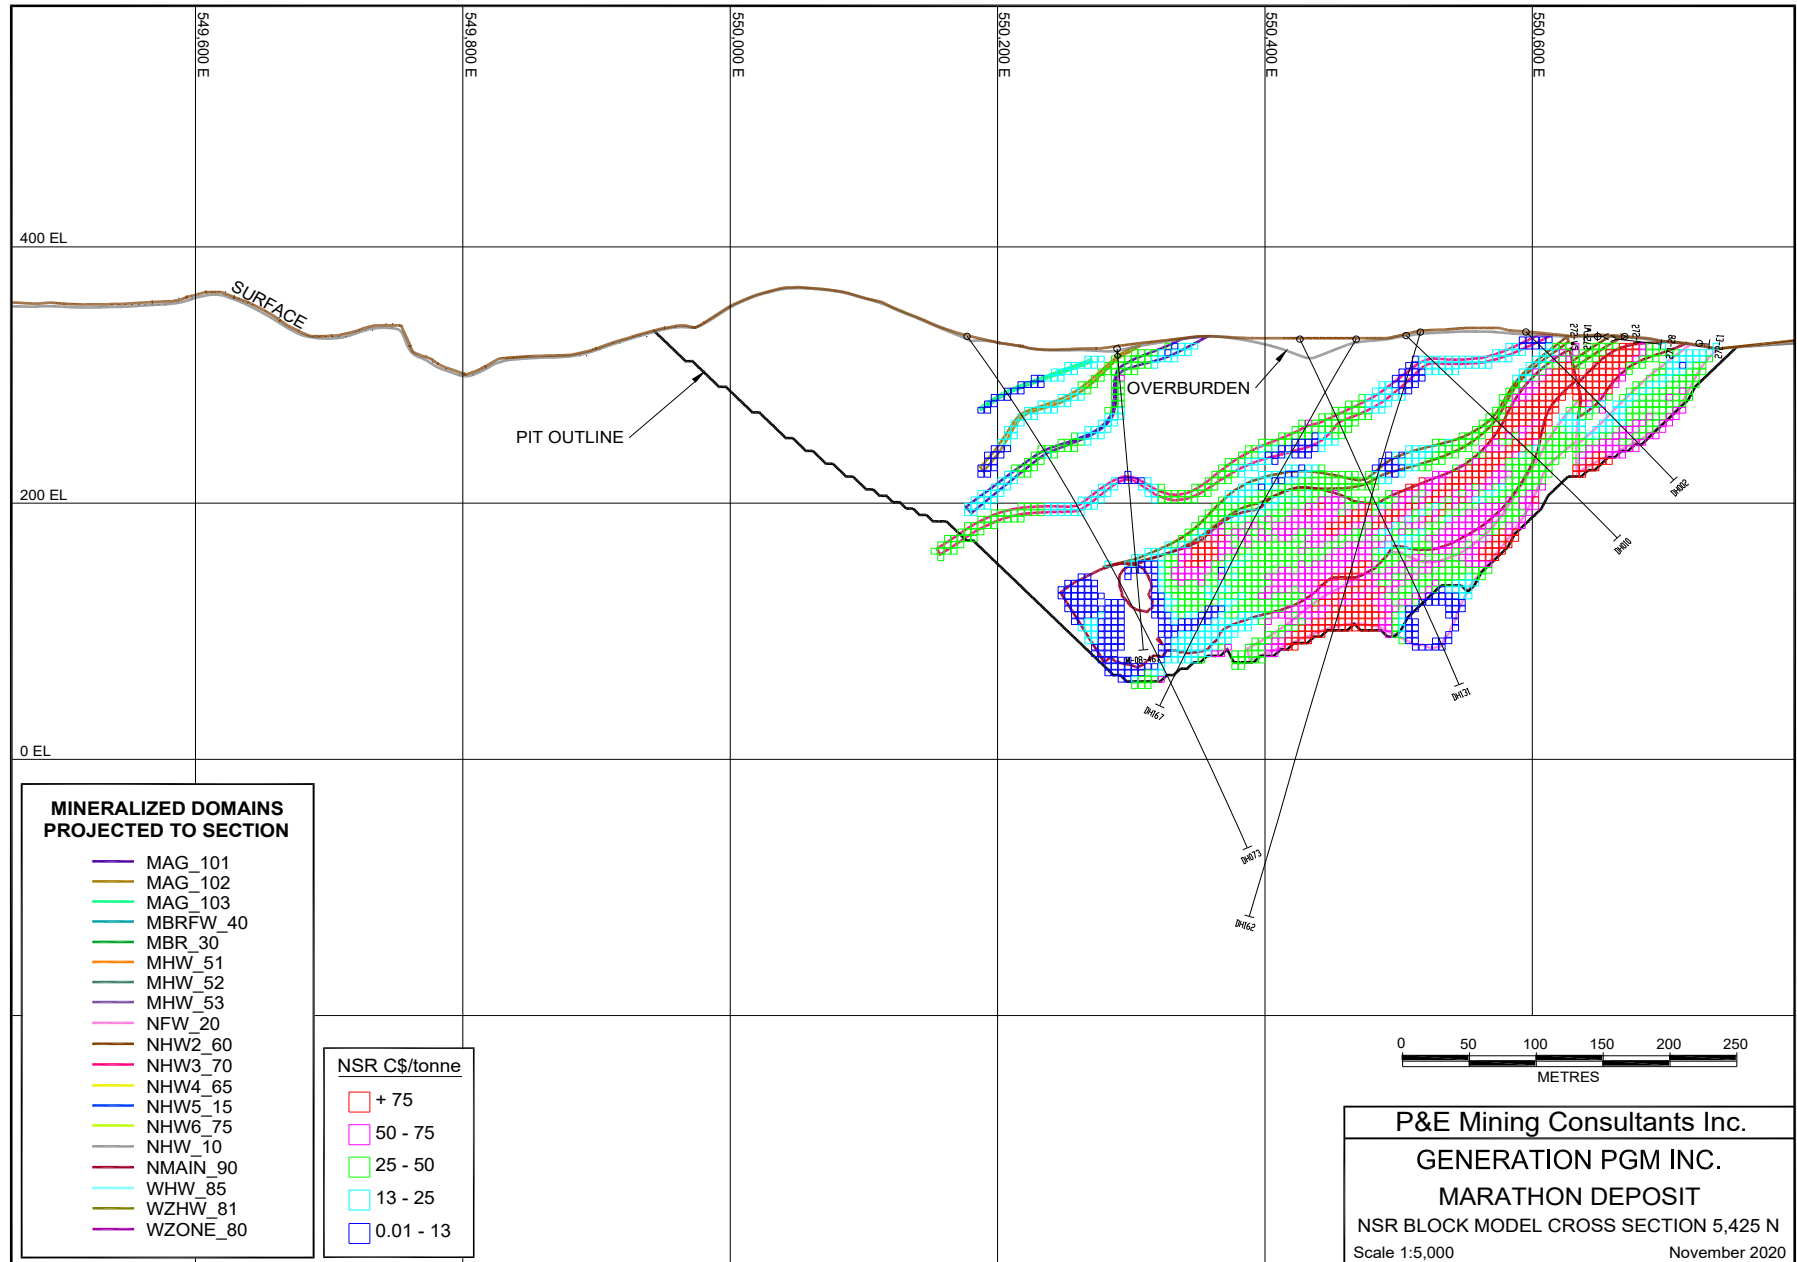 549,600 E
549,800 E
550,000 E
550,200 E
550,400 E
550,600 E
400 EL
200 EL
0 EL
SURFACE
PIT OUTLINE
OVERBURDEN
DH002
DH010
DH131
DH167
DH073
DH162
MINERALIZED DOMAINS
PROJECTED TO SECTION
MAG_101
MAG_102
MAG_103
MBRFW_40
MBR_30
MHW_51
MHW_52
MHW_53
NFW_20
NHW2_60
NHW3_70
NHW4_65
NHW5_15
NHW6_75
NHW_10
NMAIN_90
WHW_85
WZHW_81
WZONE_80
NSR C$/tonne
+ 75
50 - 75
25 - 50
13 - 25
0.01 - 13
0 50 100 150 200 250
METRES
P&E Mining Consultants Inc.
GENERATION PGM INC.
MARATHON DEPOSIT
NSR BLOCK MODEL CROSS SECTION 5,425 N
Scale 1:5,000 November 2020